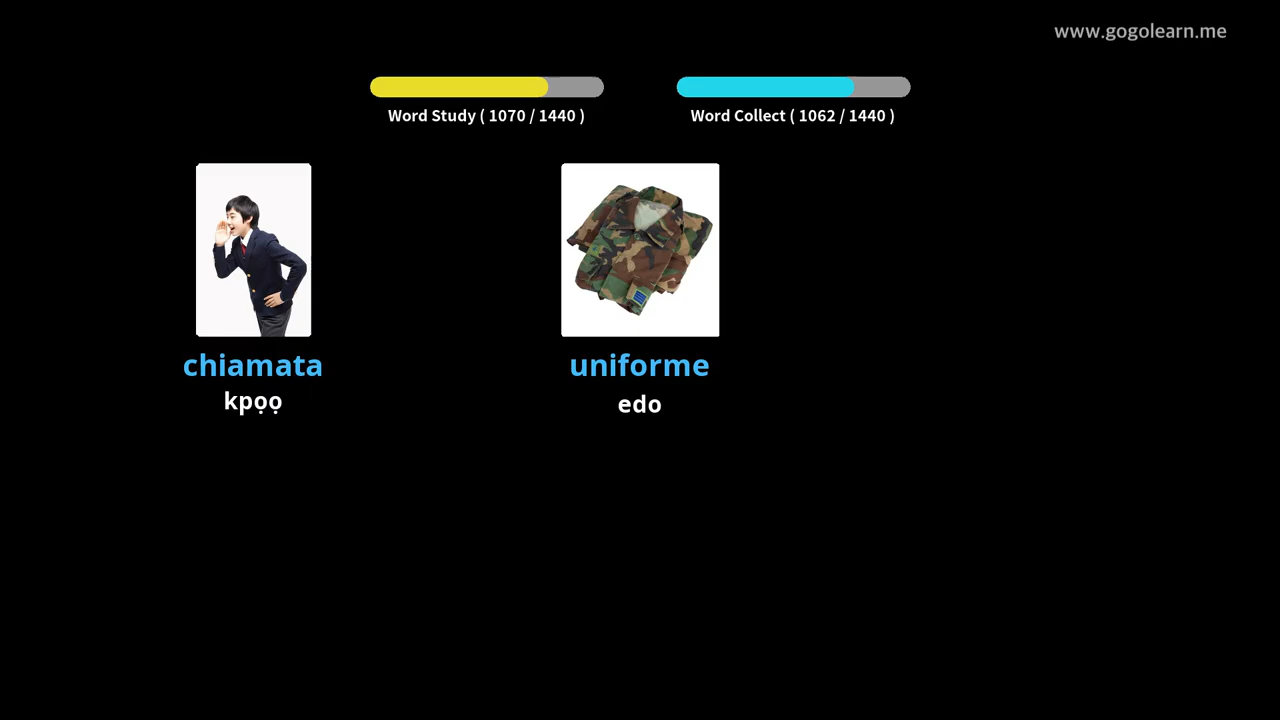 www.gogolearn.me
Word Study ( 1070 / 1440 )
Word Collect ( 1062 / 1440 )
chiamata
kpọọ
uniforme
edo